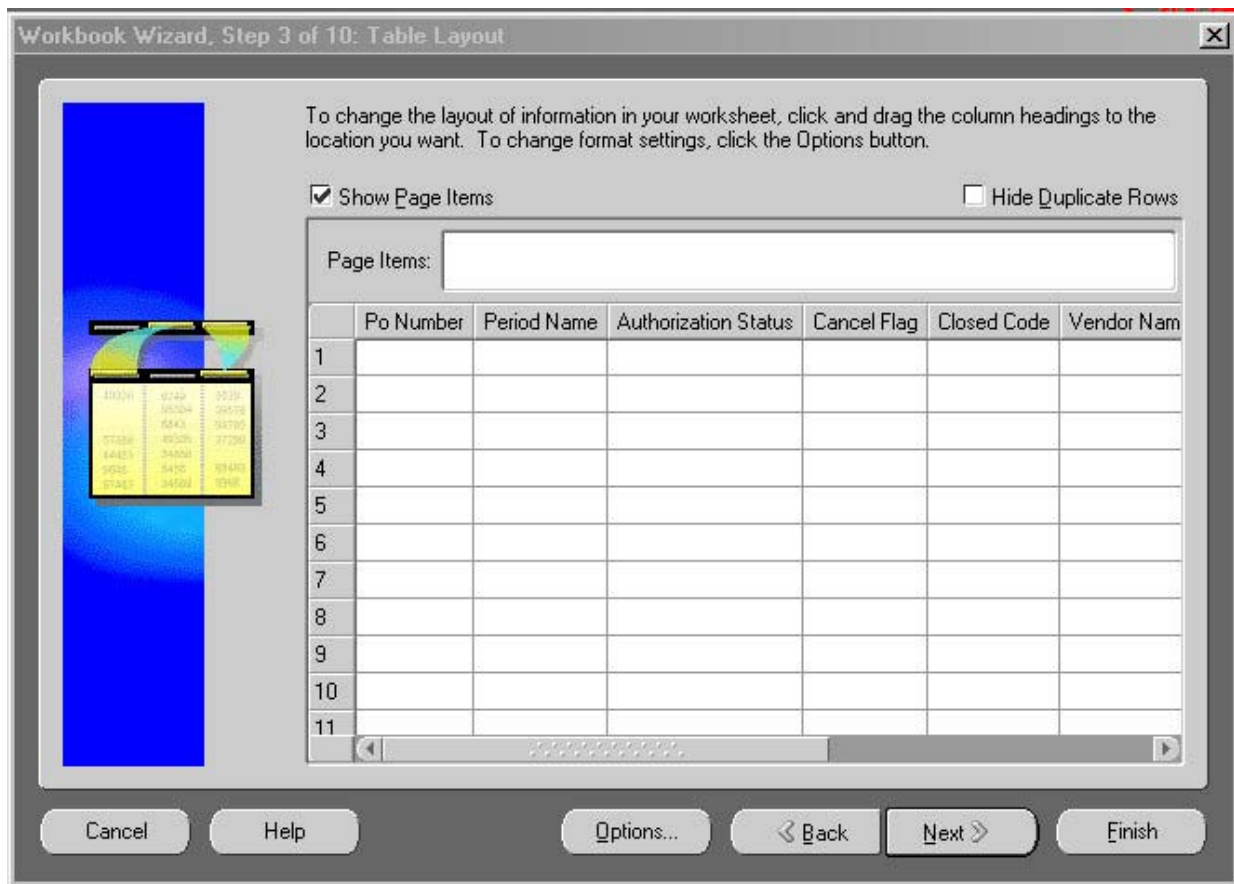 Workbook Wizard, Step 3 of 10: Table Layout
To change the layout of information in your worksheet, click and drag the column headings to the
location you want. To change format settings, click the Options button.
Show Page Items
Hide Duplicate Rows
Page Items:
Po Number Period Name Authorization Status Cancel Flag Closed Code Vendor Nam
1
2
3
4
5
6
7
8
9
10
11
Cancel Help Options... Back Next Finish